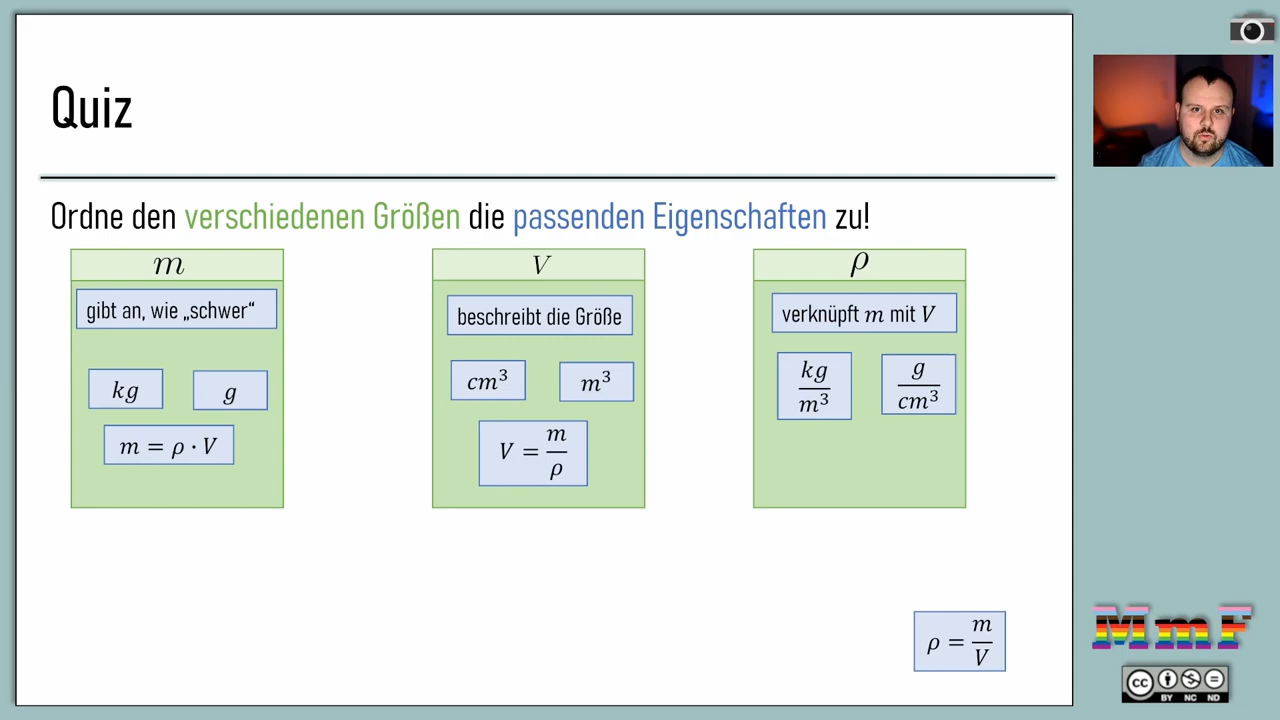 Quiz
Ordne den verschiedenen Größen die passenden Eigenschaften zu!
m
gibt an, wie „schwer“
kg
g
m = ρ · V
V
beschreibt die Größe
cm³
m³
V = m/ρ
ρ
verknüpft m mit V
kg/m³
g/cm³
ρ = m/V
MmF
CC BY NC ND